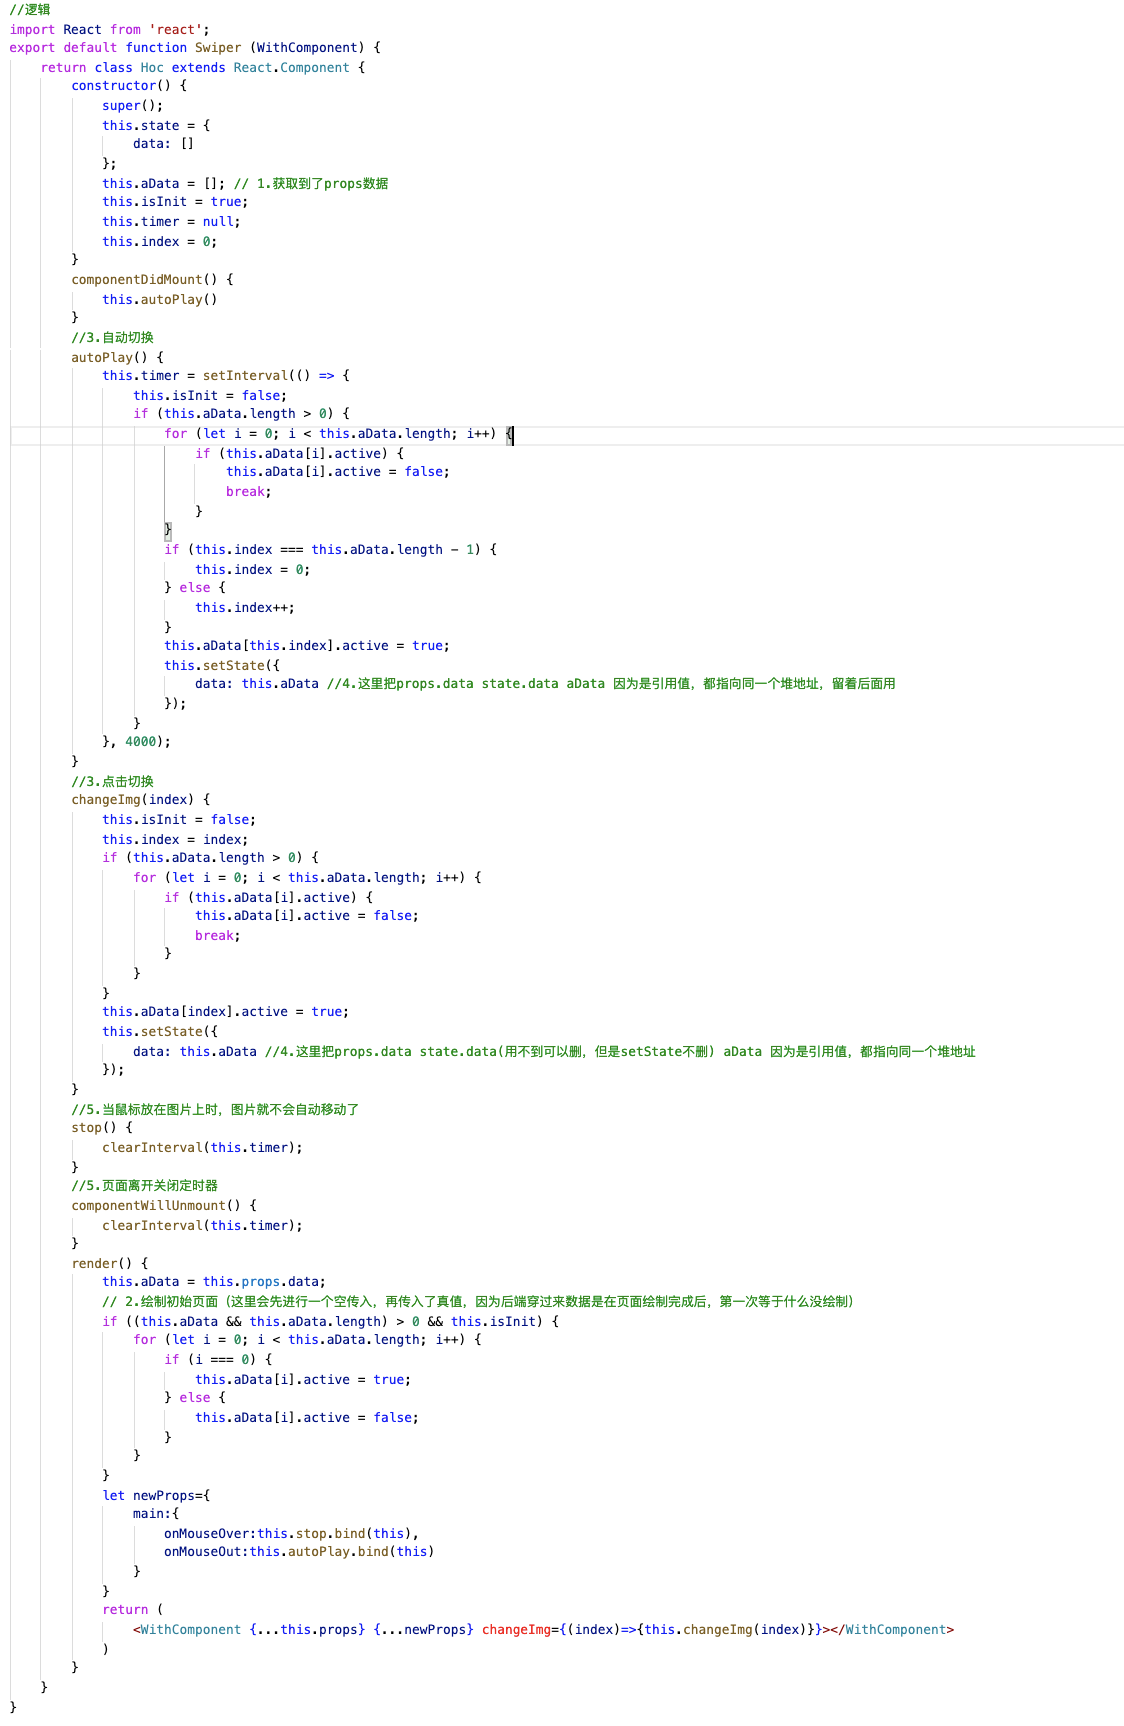 //逻辑
import React from 'react';
export default function Swiper (WithComponent) {
    return class Hoc extends React.Component {
        constructor() {
            super();
            this.state = {
                data: []
            };
            this.aData = []; // 1.获取到了props数据
            this.isInit = true;
            this.timer = null;
            this.index = 0;
        }
        componentDidMount() {
            this.autoPlay()
        }
        //3.自动切换
        autoPlay() {
            this.timer = setInterval(() => {
                this.isInit = false;
                if (this.aData.length > 0) {
                    for (let i = 0; i < this.aData.length; i++) {
                        if (this.aData[i].active) {
                            this.aData[i].active = false;
                            break;
                        }
                    }
                    if (this.index === this.aData.length - 1) {
                        this.index = 0;
                    } else {
                        this.index++;
                    }
                    this.aData[this.index].active = true;
                    this.setState({
                        data: this.aData //4.这里把props.data state.data aData 因为是引用值，都指向同一个堆地址，留着后面用
                    });
                }
            }, 4000);
        }
        //3.点击切换
        changeImg(index) {
            this.isInit = false;
            this.index = index;
            if (this.aData.length > 0) {
                for (let i = 0; i < this.aData.length; i++) {
                    if (this.aData[i].active) {
                        this.aData[i].active = false;
                        break;
                    }
                }
            }
            this.aData[index].active = true;
            this.setState({
                data: this.aData //4.这里把props.data state.data(用不到可以删，但是setState不删) aData 因为是引用值，都指向同一个堆地址
            });
        }
        //5.当鼠标放在图片上时，图片就不会自动移动了
        stop() {
            clearInterval(this.timer);
        }
        //5.页面离开关闭定时器
        componentWillUnmount() {
            clearInterval(this.timer);
        }
        render() {
            this.aData = this.props.data;
            // 2.绘制初始页面（这里会先进行一个空传入，再传入了真值，因为后端穿过来数据是在页面绘制完成后，第一次等于什么没绘制）
            if ((this.aData && this.aData.length) > 0 && this.isInit) {
                for (let i = 0; i < this.aData.length; i++) {
                    if (i === 0) {
                        this.aData[i].active = true;
                    } else {
                        this.aData[i].active = false;
                    }
                }
            }
            let newProps={
                main:{
                    onMouseOver:this.stop.bind(this),
                    onMouseOut:this.autoPlay.bind(this)
                }
            }
            return (
                <WithComponent {...this.props} {...newProps} changeImg={(index)=>{this.changeImg(index)}}></WithComponent>
            )
        }
    }
}